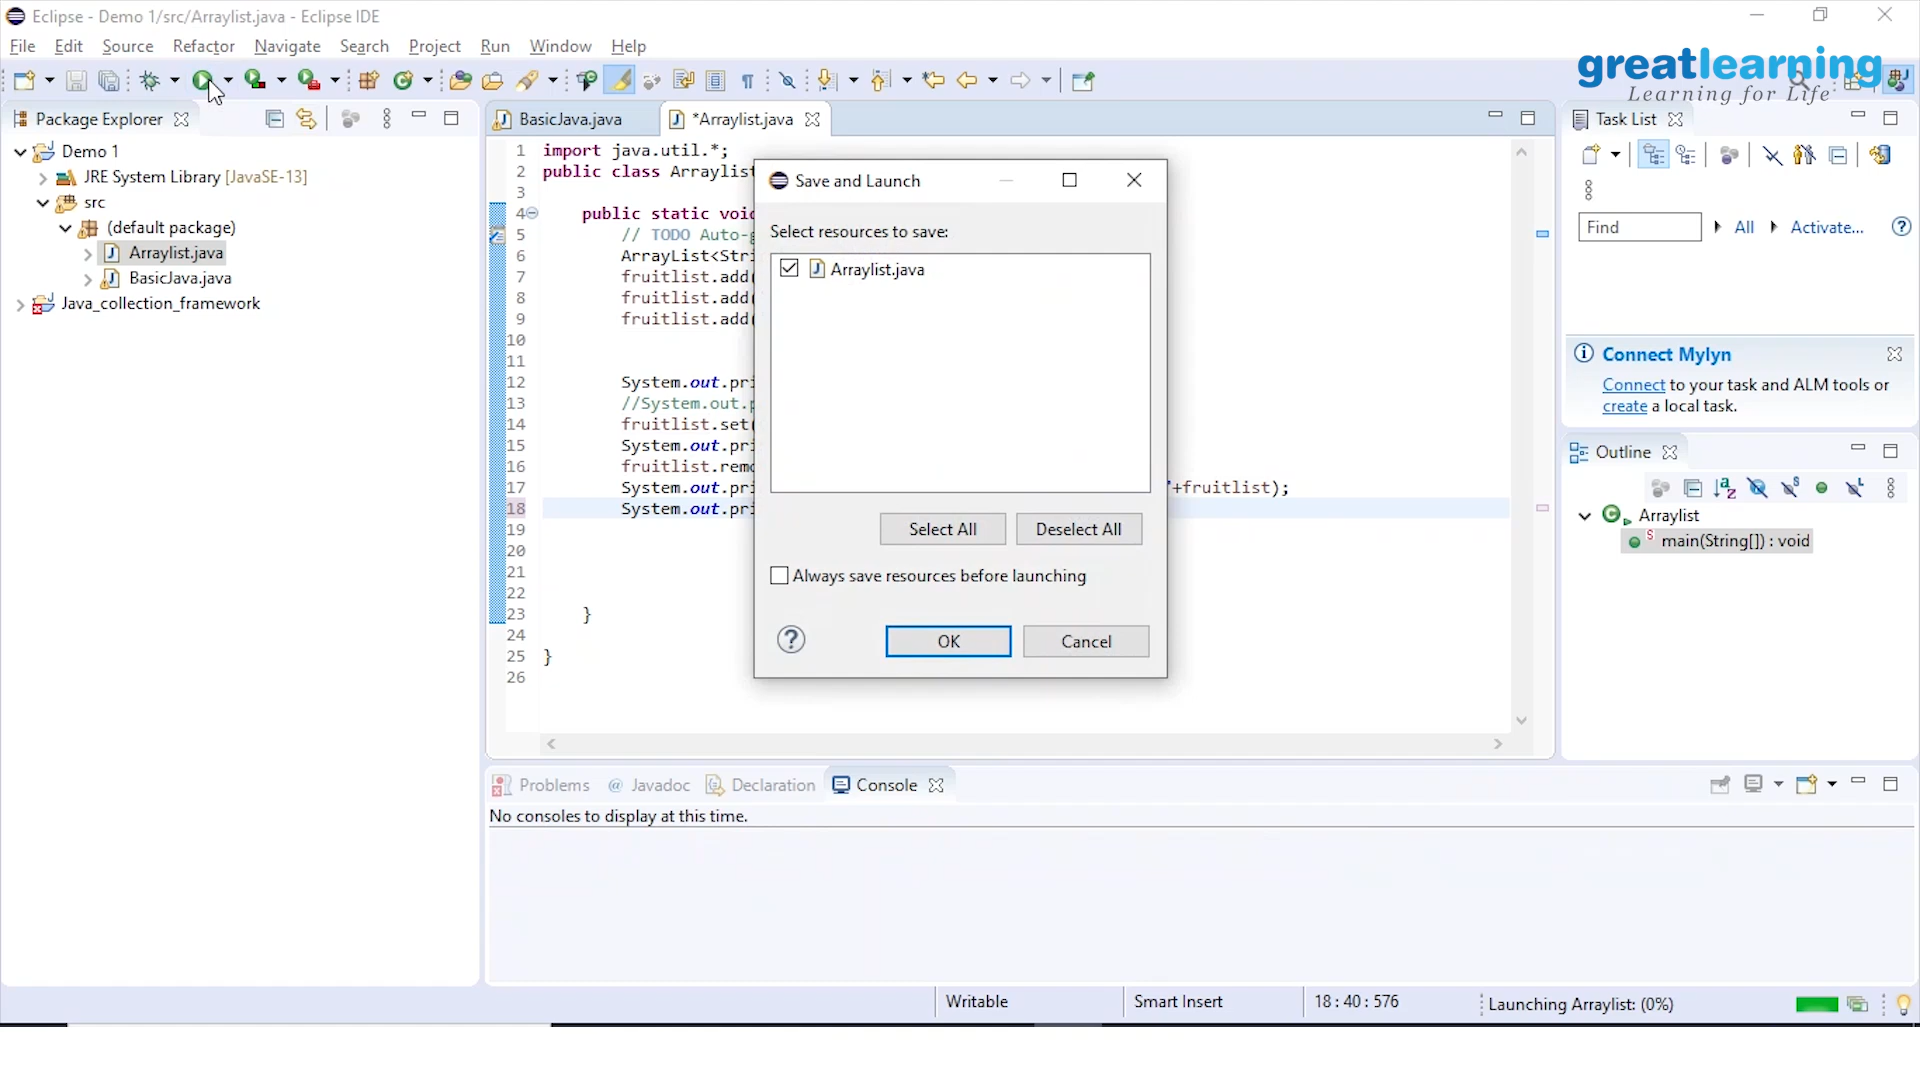 Eclipse - Demo 1/src/Arraylist.java - Eclipse IDE
File Edit Source Refactor Navigate Search Project Run Window Help
greatlearning
Learning for Life
Package Explorer
Demo 1
JRE System Library [JavaSE-13]
src
(default package)
Arraylist.java
BasicJava.java
Java_collection_framework
BasicJava.java
*Arraylist.java
1 import java.util.*;
2 public class Arraylist
3
4 public static void
5 // TODO Auto-g
6 ArrayList<Stri
7 fruitlist.add(
8 fruitlist.add(
9 fruitlist.add(
10
11
12 System.out.pri
13 //System.out.p
14 fruitlist.set(
15 System.out.pri
16 fruitlist.remo
17 System.out.pri "+fruitlist);
18 System.out.pri
19
20
21
22
23 }
24
25 }
26
Save and Launch
Select resources to save:
Arraylist.java
Select All
Deselect All
Always save resources before launching
OK
Cancel
Task List
Find
All
Activate...
Connect Mylyn
Connect to your task and ALM tools or
create a local task.
Outline
Arraylist
main(String[]) : void
Problems
Javadoc
Declaration
Console
No consoles to display at this time.
Writable
Smart Insert
18 : 40 : 576
Launching Arraylist: (0%)